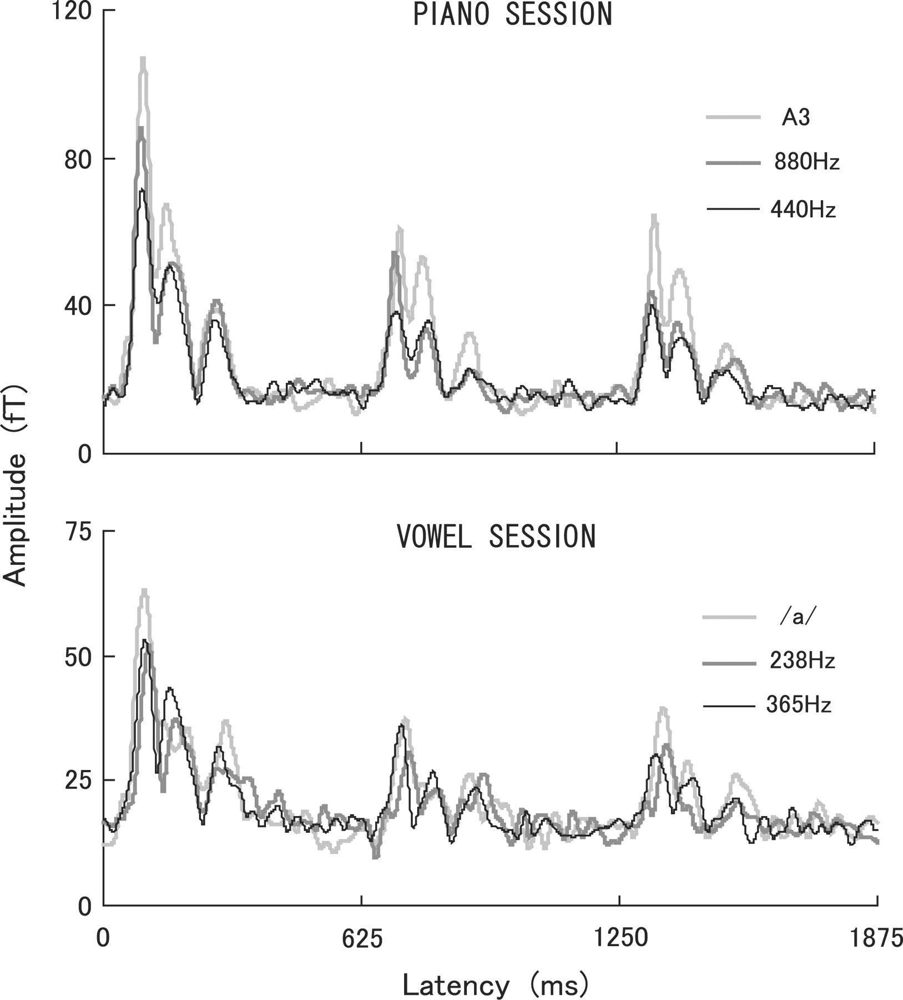 PIANO SESSION
120
80
40
0
A3
880Hz
440Hz
Amplitude (fT)
VOWEL SESSION
75
50
25
0
/a/
238Hz
365Hz
0 625 1250 1875
Latency (ms)